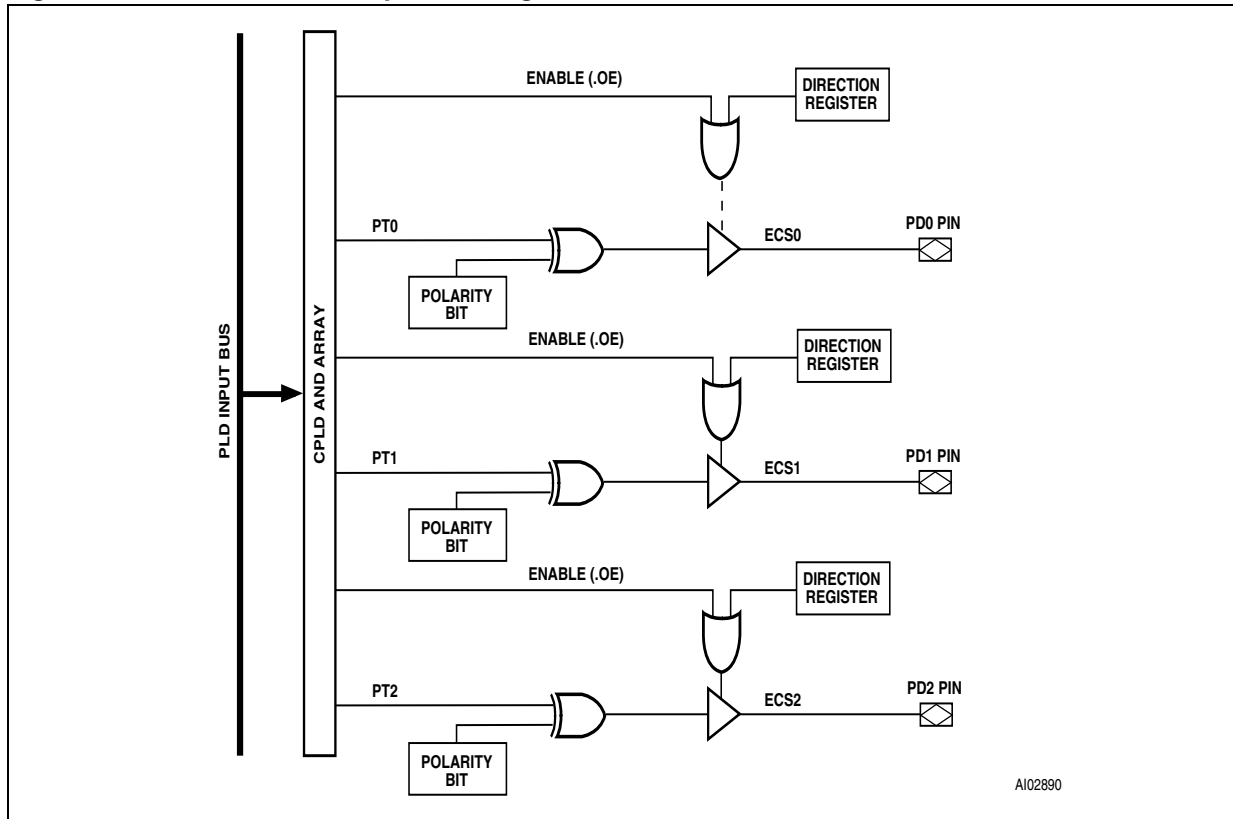 ENABLE (.OE)
DIRECTION
REGISTER
PT0
ECS0
PD0 PIN
POLARITY
BIT
ENABLE (.OE)
DIRECTION
REGISTER
PLD INPUT BUS
CPLD AND ARRAY
PT1
ECS1
PD1 PIN
POLARITY
BIT
ENABLE (.OE)
DIRECTION
REGISTER
PT2
ECS2
PD2 PIN
POLARITY
BIT
AI02890